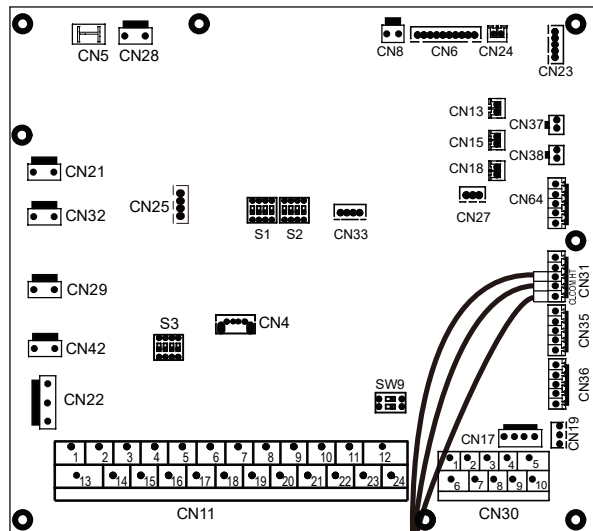 CN5
CN28
CN8
CN6
CN24
CN23
CN13
CN37
CN15
CN38
CN18
CN21
CN32
CN25
S1
S2
CN33
CN27
CN64
CN31
CL COM HT
CN29
S3
CN4
CN35
CN42
CN36
CN22
SW9
CN17
CN19
1 2 3 4 5 6 7 8 9 10 11 12
13 14 15 16 17 18 19 20 21 22 23 24
1 2 3 4 5
6 7 8 9 10
CN11
CN30